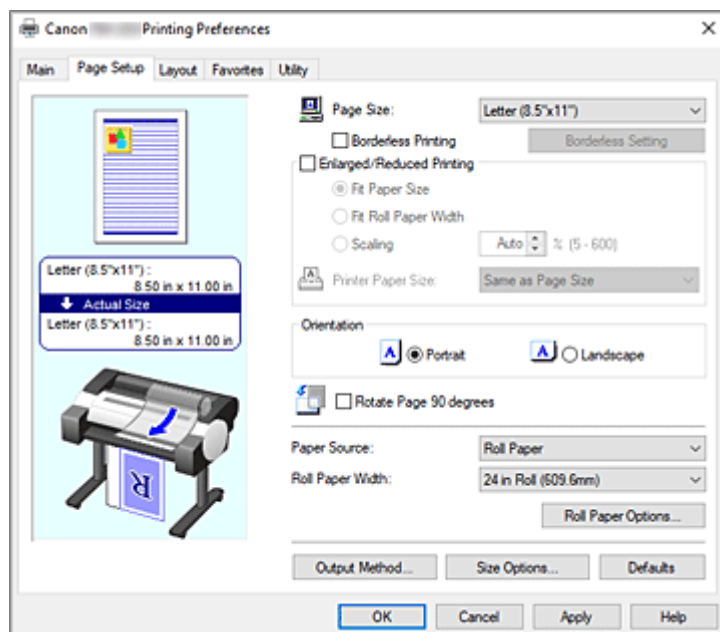 Canon Printing Preferences
Main Page Setup Layout Favorites Utility
Page Size: Letter (8.5"x11")
Borderless Printing Borderless Setting
Enlarged/Reduced Printing
Fit Paper Size
Fit Roll Paper Width
Scaling Auto % (5 - 600)
Printer Paper Size: Same as Page Size
Letter (8.5"x11") :
8.50 in x 11.00 in
Actual Size
Letter (8.5"x11") :
8.50 in x 11.00 in
Orientation
A Portrait A Landscape
Rotate Page 90 degrees
R
Paper Source: Roll Paper
Roll Paper Width: 24 in Roll (609.6mm)
Roll Paper Options...
Output Method... Size Options... Defaults
OK Cancel Apply Help